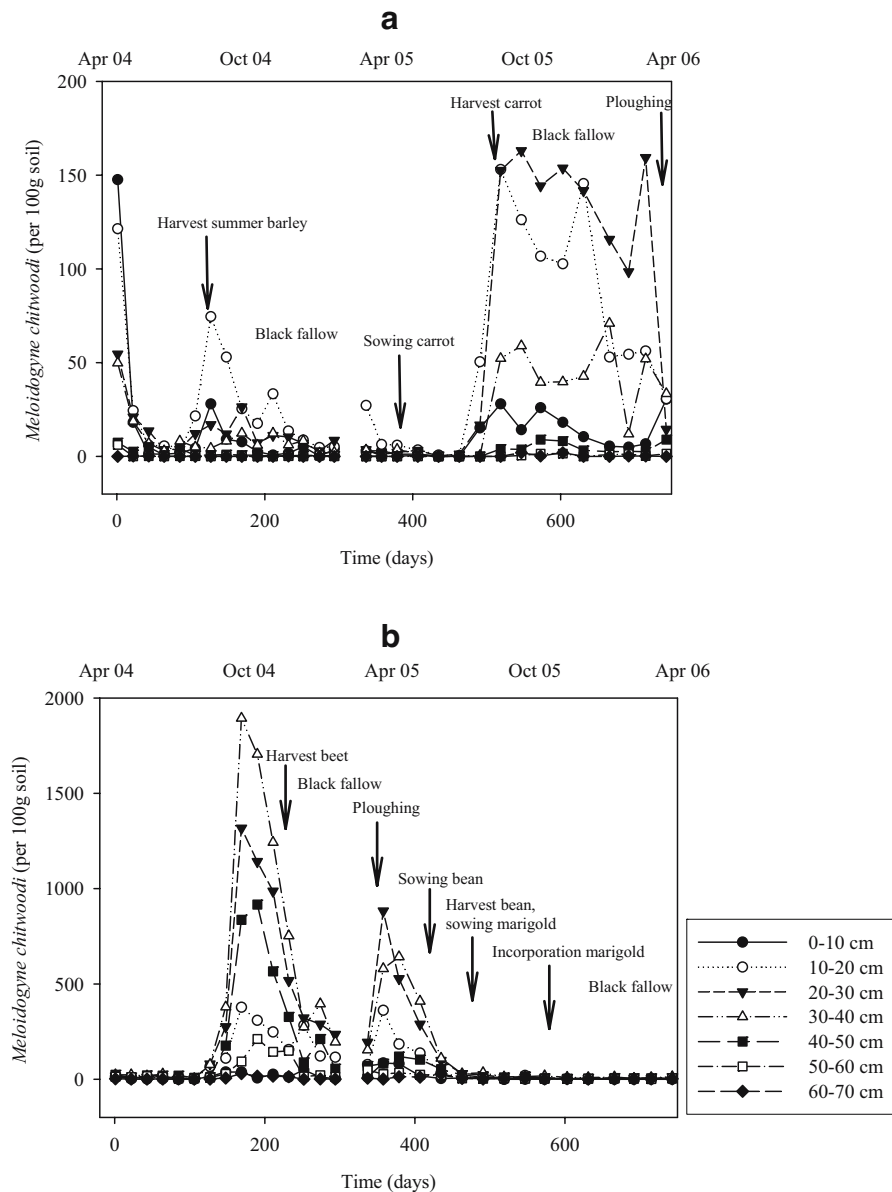 a
Apr 04 Oct 04 Apr 05 Oct 05 Apr 06
200
150
100
50
0
Meloidogyne chitwoodi (per 100g soil)
Harvest carrot
Ploughing
Black fallow
Harvest summer barley
Black fallow
Sowing carrot
0 200 400 600
Time (days)
b
Apr 04 Oct 04 Apr 05 Oct 05 Apr 06
2000
1500
1000
500
0
Meloidogyne chitwoodi (per 100g soil)
Harvest beet
Black fallow
Ploughing
Sowing bean
Harvest bean,
sowing marigold
Incorporation marigold
Black fallow
0 200 400 600
Time (days)
0-10 cm
10-20 cm
20-30 cm
30-40 cm
40-50 cm
50-60 cm
60-70 cm